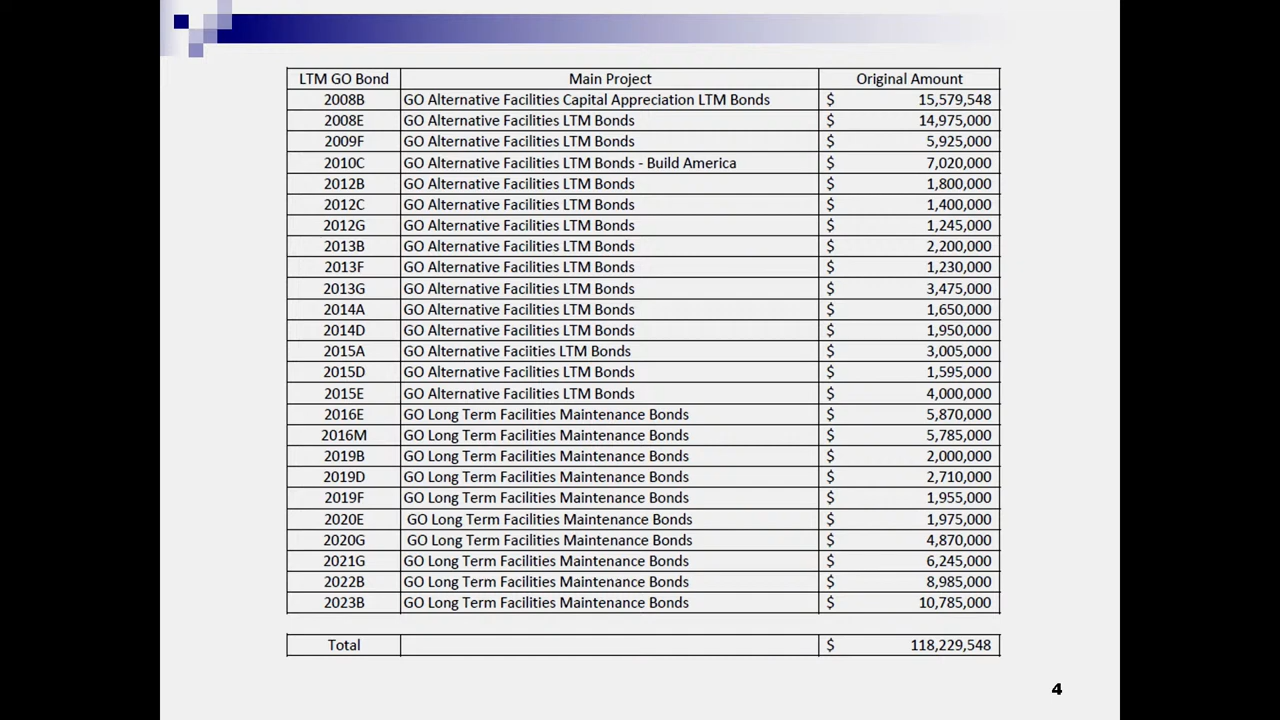 LTM GO Bond Main Project Original Amount
2008B GO Alternative Facilities Capital Appreciation LTM Bonds $ 15,579,548
2008E GO Alternative Facilities LTM Bonds $ 14,975,000
2009F GO Alternative Facilities LTM Bonds $ 5,925,000
2010C GO Alternative Facilities LTM Bonds - Build America $ 7,020,000
2012B GO Alternative Facilities LTM Bonds $ 1,800,000
2012C GO Alternative Facilities LTM Bonds $ 1,400,000
2012G GO Alternative Facilities LTM Bonds $ 1,245,000
2013B GO Alternative Facilities LTM Bonds $ 2,200,000
2013F GO Alternative Facilities LTM Bonds $ 1,230,000
2013G GO Alternative Facilities LTM Bonds $ 3,475,000
2014A GO Alternative Facilities LTM Bonds $ 1,650,000
2014D GO Alternative Facilities LTM Bonds $ 1,950,000
2015A GO Alternative Faciities LTM Bonds $ 3,005,000
2015D GO Alternative Facilities LTM Bonds $ 1,595,000
2015E GO Alternative Facilities LTM Bonds $ 4,000,000
2016E GO Long Term Facilities Maintenance Bonds $ 5,870,000
2016M GO Long Term Facilities Maintenance Bonds $ 5,785,000
2019B GO Long Term Facilities Maintenance Bonds $ 2,000,000
2019D GO Long Term Facilities Maintenance Bonds $ 2,710,000
2019F GO Long Term Facilities Maintenance Bonds $ 1,955,000
2020E GO Long Term Facilities Maintenance Bonds $ 1,975,000
2020G GO Long Term Facilities Maintenance Bonds $ 4,870,000
2021G GO Long Term Facilities Maintenance Bonds $ 6,245,000
2022B GO Long Term Facilities Maintenance Bonds $ 8,985,000
2023B GO Long Term Facilities Maintenance Bonds $ 10,785,000
Total $ 118,229,548
4